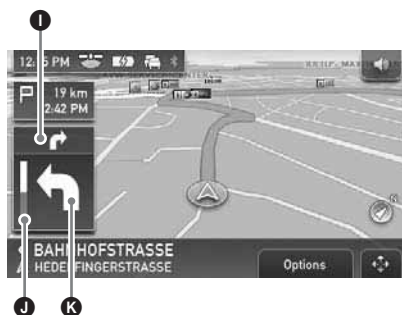 I
12: 5 PM
19 km
2:42 PM
N
BAHNHOFSTRASSE
HEDELFINGERSTRASSE
Options
J
K